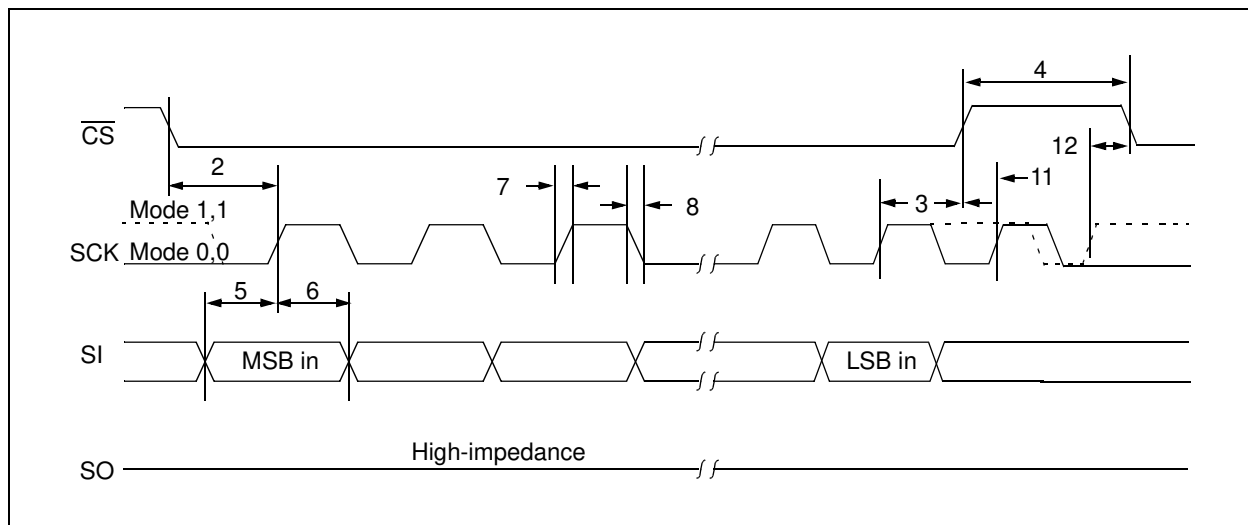 4
C̅S̅
12
2
7
8
3
11
Mode 1,1
SCK Mode 0,0
5 6
SI MSB in LSB in
High-impedance
SO